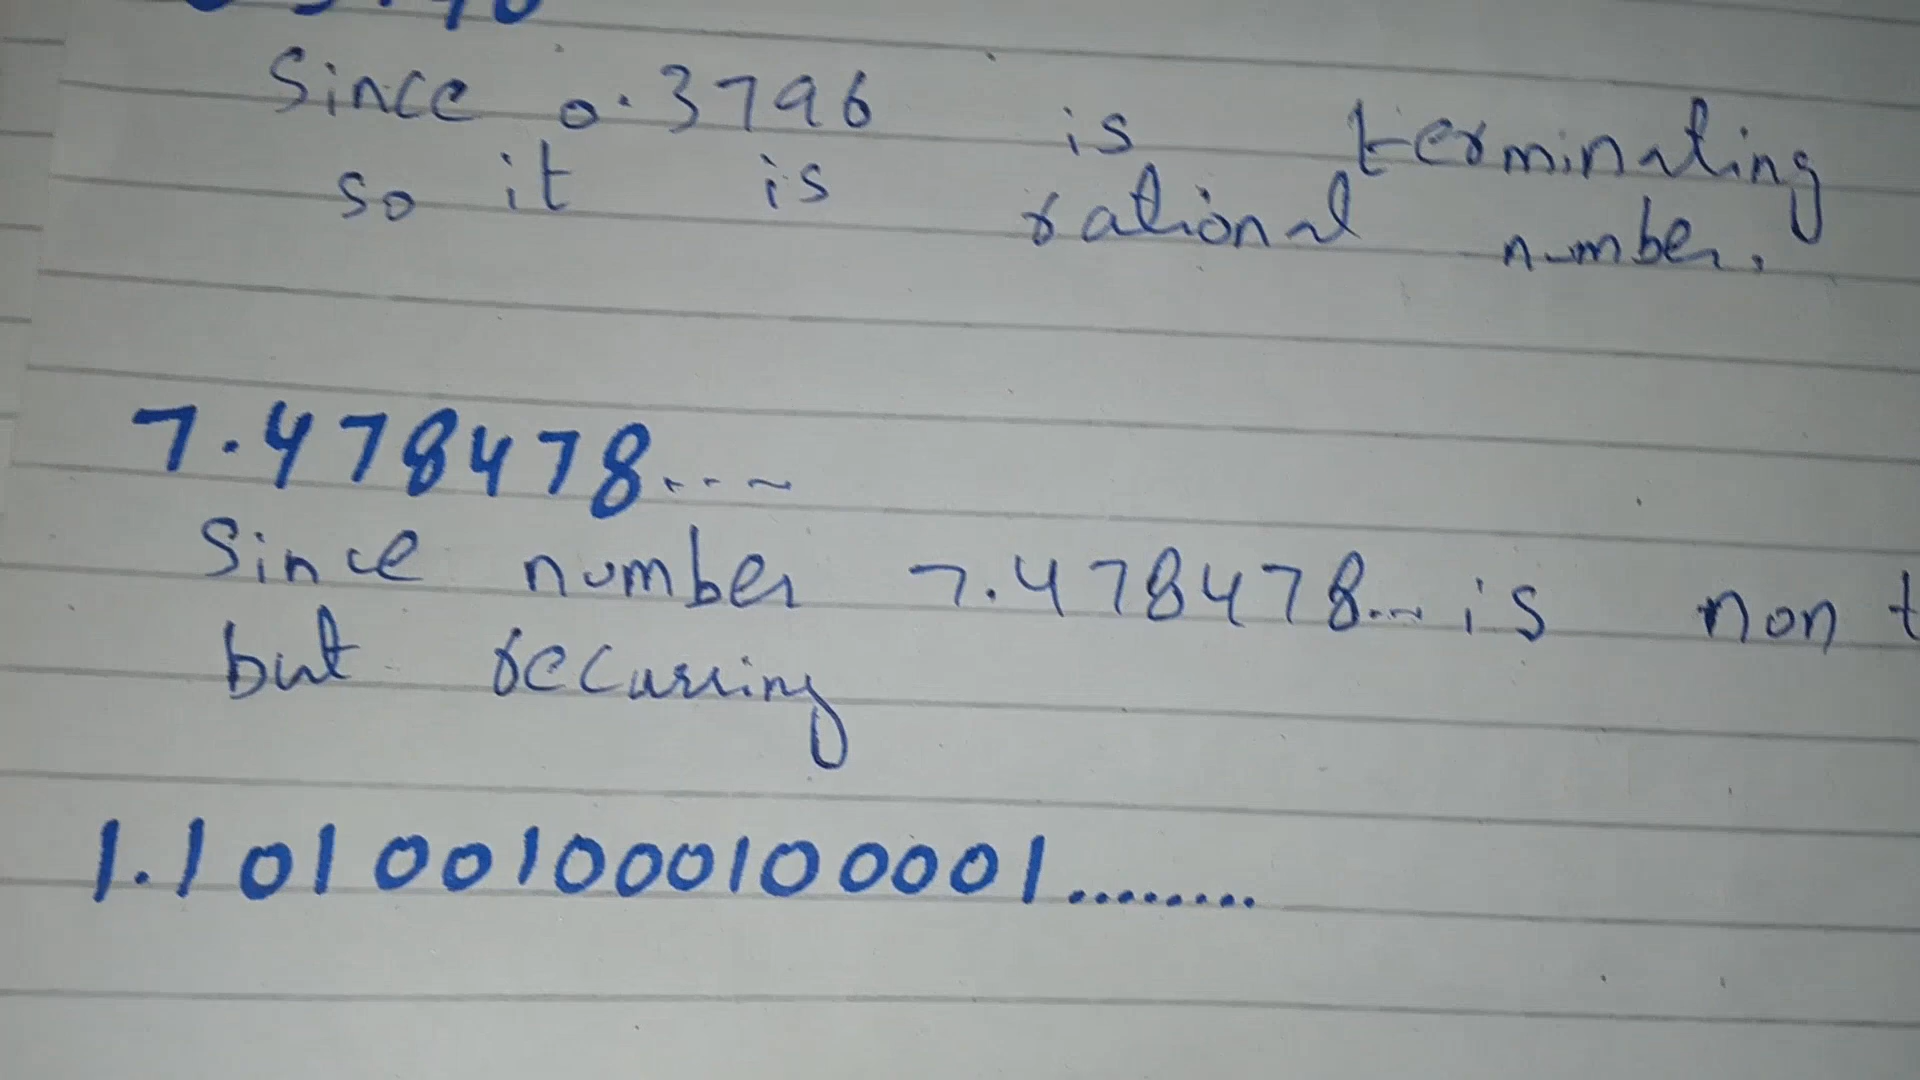 Since 0.3796 is terminating
so it is rational number.
7.478478...
Since number 7.478478... is non t
but recurring
1.101001000100001........